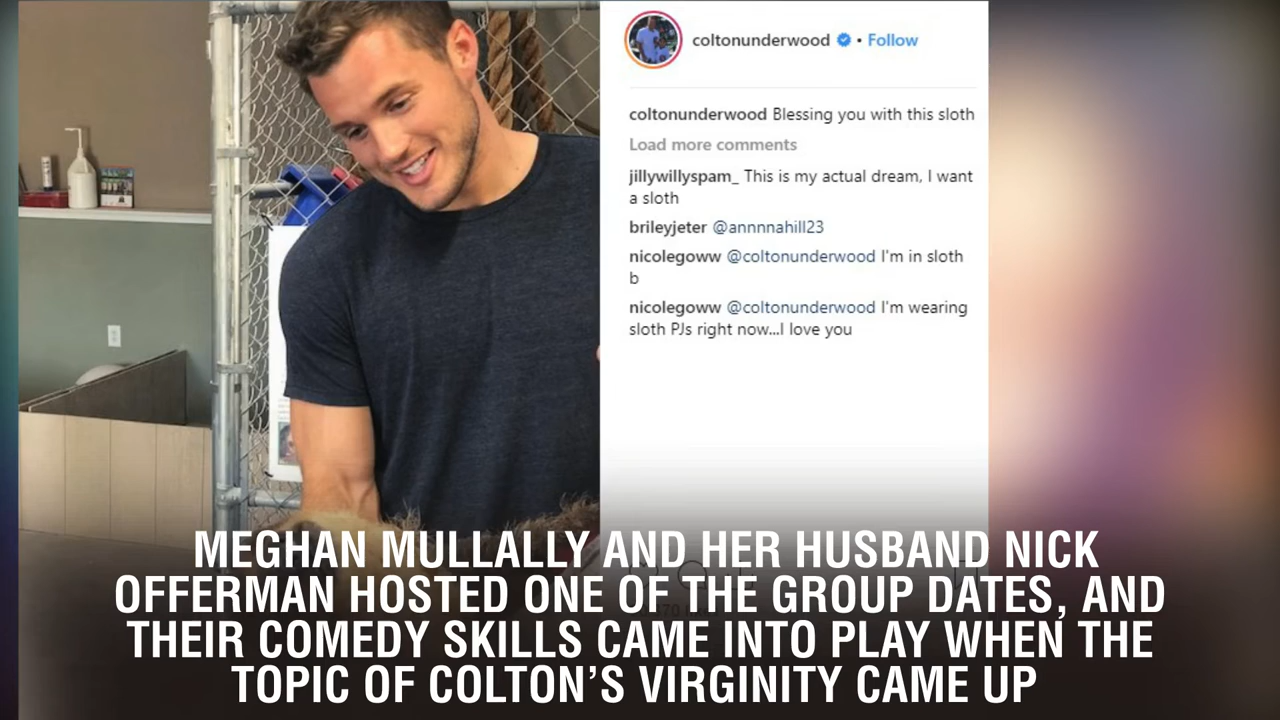 coltonunderwood • Follow
coltonunderwood Blessing you with this sloth
Load more comments
jillywillyspam_ This is my actual dream, I want
a sloth
brileyjeter @annnnahill23
nicolegoww @coltonunderwood I'm in sloth
b
nicolegoww @coltonunderwood I'm wearing
sloth PJs right now...I love you
MEGHAN MULLALLY AND HER HUSBAND NICK
OFFERMAN HOSTED ONE OF THE GROUP DATES, AND
THEIR COMEDY SKILLS CAME INTO PLAY WHEN THE
TOPIC OF COLTON’S VIRGINITY CAME UP